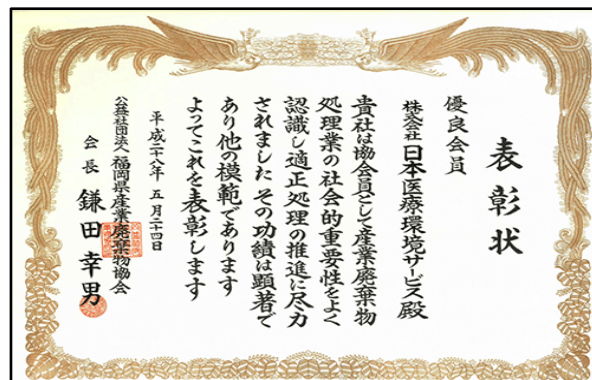 表彰状
優良会員
株式会社日本医療環境サービス殿
貴社は協会員として産業廃棄物
処理業の社会的重要性をよく
認識し適正処理の推進に尽力
されました その功績は顕著で
あり他の模範であります
よってこれを表彰します
平成二十八年 五月二十四日
公益社団法人 福岡県産業廃棄物協会
会長 鎌田幸男